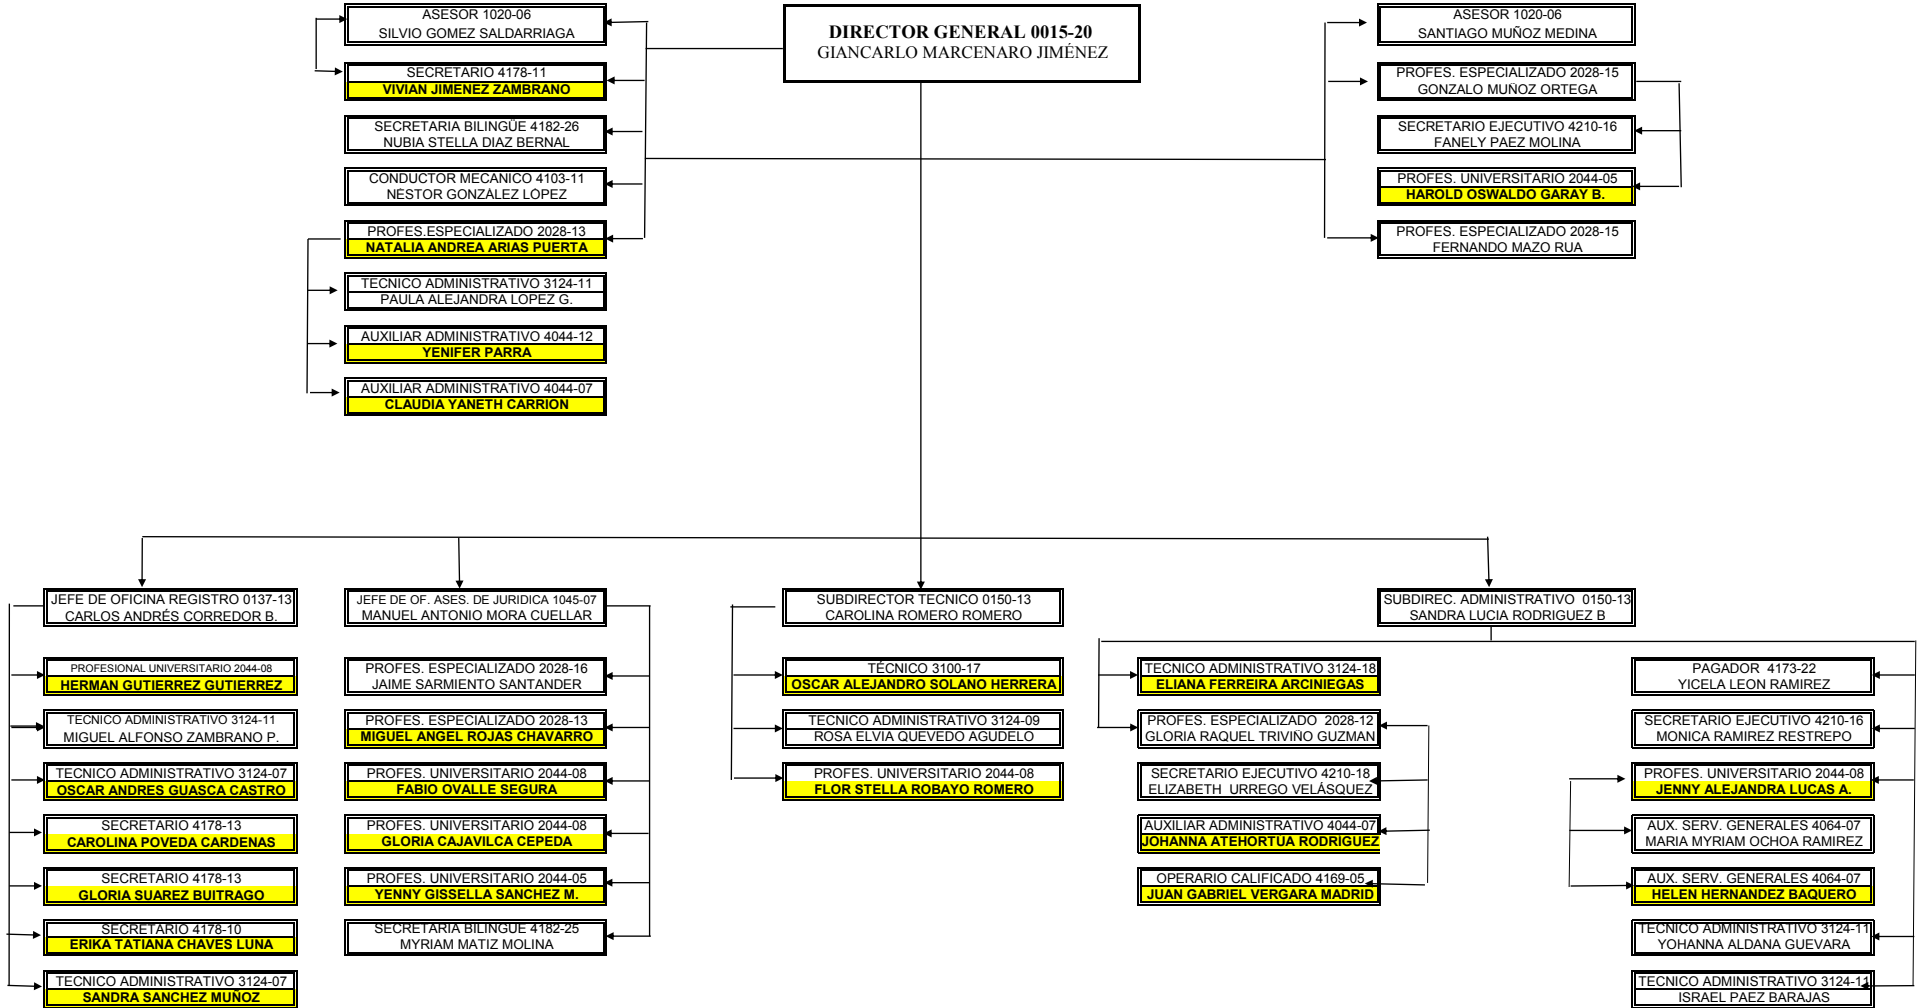 DIRECTOR GENERAL 0015-20
GIANCARLO MARCENARO JIMÉNEZ
ASESOR 1020-06
SILVIO GOMEZ SALDARRIAGA
SECRETARIO 4178-11
VIVIAN JIMENEZ ZAMBRANO
SECRETARIA BILINGÜE 4182-26
NUBIA STELLA DIAZ BERNAL
CONDUCTOR MECANICO 4103-11
NÉSTOR GONZÁLEZ LÓPEZ
PROFES.ESPECIALIZADO 2028-13
NATALIA ANDREA ARIAS PUERTA
TECNICO ADMINISTRATIVO 3124-11
PAULA ALEJANDRA LOPEZ G.
AUXILIAR ADMINISTRATIVO 4044-12
YENIFER PARRA
AUXILIAR ADMINISTRATIVO 4044-07
CLAUDIA YANETH CARRION
ASESOR 1020-06
SANTIAGO MUÑOZ MEDINA
PROFES. ESPECIALIZADO 2028-15
GONZALO MUÑOZ ORTEGA
SECRETARIO EJECUTIVO 4210-16
FANELY PAEZ MOLINA
PROFES. UNIVERSITARIO 2044-05
HAROLD OSWALDO GARAY B.
PROFES. ESPECIALIZADO 2028-15
FERNANDO MAZO RUA
JEFE DE OFICINA REGISTRO 0137-13
CARLOS ANDRÉS CORREDOR B.
PROFESIONAL UNIVERSITARIO 2044-08
HERMAN GUTIERREZ GUTIERREZ
TECNICO ADMINISTRATIVO 3124-11
MIGUEL ALFONSO ZAMBRANO P.
TECNICO ADMINISTRATIVO 3124-07
OSCAR ANDRES GUASCA CASTRO
SECRETARIO 4178-13
CAROLINA POVEDA CARDENAS
SECRETARIO 4178-13
GLORIA SUAREZ BUITRAGO
SECRETARIO 4178-10
ERIKA TATIANA CHAVES LUNA
TECNICO ADMINISTRATIVO 3124-07
SANDRA SANCHEZ MUÑOZ
JEFE DE OF. ASES. DE JURIDICA 1045-07
MANUEL ANTONIO MORA CUELLAR
PROFES. ESPECIALIZADO 2028-16
JAIME SARMIENTO SANTANDER
PROFES. ESPECIALIZADO 2028-13
MIGUEL ANGEL ROJAS CHAVARRO
PROFES. UNIVERSITARIO 2044-08
FABIO OVALLE SEGURA
PROFES. UNIVERSITARIO 2044-08
GLORIA CAJAVILCA CEPEDA
PROFES. UNIVERSITARIO 2044-05
YENNY GISSELLA SANCHEZ M.
SECRETARIA BILINGÜE 4182-25
MYRIAM MATIZ MOLINA
SUBDIRECTOR TECNICO 0150-13
CAROLINA ROMERO ROMERO
TÉCNICO 3100-17
OSCAR ALEJANDRO SOLANO HERRERA
TECNICO ADMINISTRATIVO 3124-09
ROSA ELVIA QUEVEDO AGUDELO
PROFES. UNIVERSITARIO 2044-08
FLOR STELLA ROBAYO ROMERO
SUBDIREC. ADMINISTRATIVO 0150-13
SANDRA LUCIA RODRIGUEZ B
TECNICO ADMINISTRATIVO 3124-18
ELIANA FERREIRA ARCINIEGAS
PROFES. ESPECIALIZADO 2028-12
GLORIA RAQUEL TRIVIÑO GUZMAN
SECRETARIO EJECUTIVO 4210-18
ELIZABETH URREGO VELÁSQUEZ
AUXILIAR ADMINISTRATIVO 4044-07
JOHANNA ATEHORTÚA RODRÍGUEZ
OPERARIO CALIFICADO 4169-05
JUAN GABRIEL VERGARA MADRID
PAGADOR 4173-22
YICELA LEON RAMIREZ
SECRETARIO EJECUTIVO 4210-16
MONICA RAMIREZ RESTREPO
PROFES. UNIVERSITARIO 2044-08
JENNY ALEJANDRA LUCAS A.
AUX. SERV. GENERALES 4064-07
MARIA MYRIAM OCHOA RAMIREZ
AUX. SERV. GENERALES 4064-07
HELEN HERNANDEZ BAQUERO
TECNICO ADMINISTRATIVO 3124-11
YOHANNA ALDANA GUEVARA
TECNICO ADMINISTRATIVO 3124-11
ISRAEL PAEZ BARAJAS